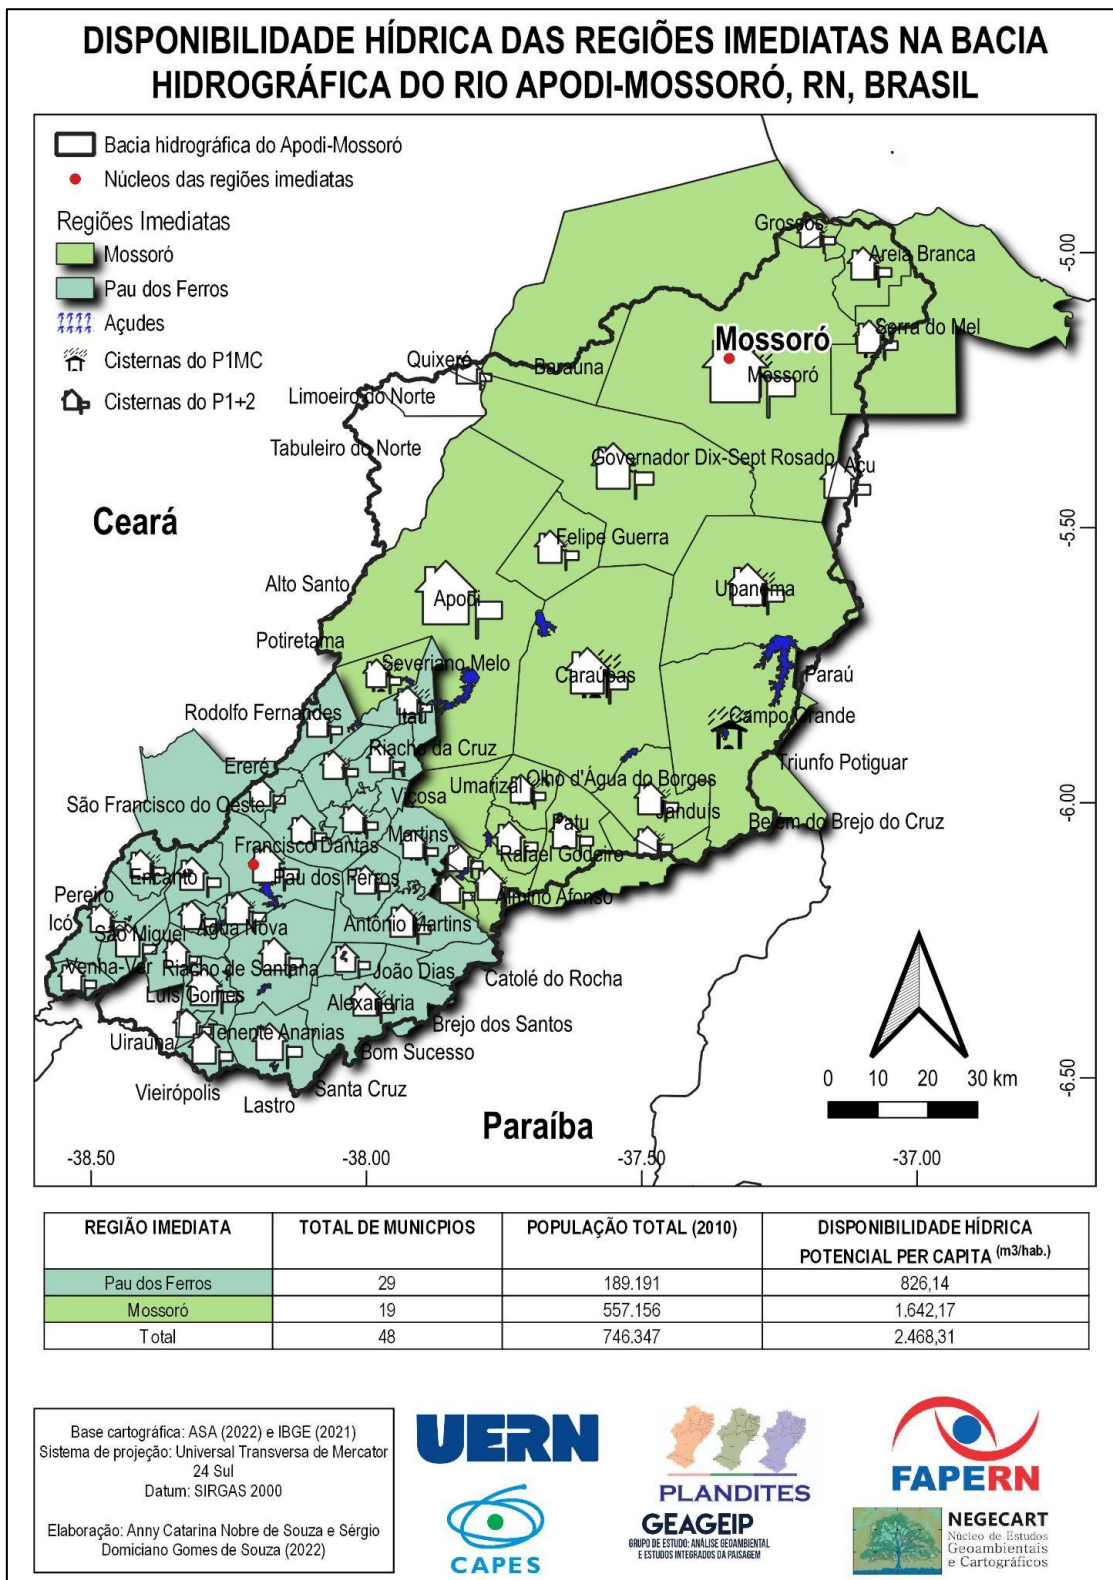 DISPONIBILIDADE HÍDRICA DAS REGIÕES IMEDIATAS NA BACIA
HIDROGRÁFICA DO RIO APODI-MOSSORÓ, RN, BRASIL
Bacia hidrográfica do Apodi-Mossoró
Núcleos das regiões imediatas
Regiões Imediatas
Mossoró
Pau dos Ferros
Açudes
Cisternas do P1MC
Cisternas do P1+2
Grossos
Areia Branca
Serra do Mel
Mossoró
Mossoró
Quixeré
Baraúna
Limoeiro do Norte
Tabuleiro do Norte
Governador Dix-Sept Rosado
Açu
Ceará
Felipe Guerra
Alto Santo
Apodi
Upanema
Potiretama
Severiano Melo
Caraúbas
Paraú
Rodolfo Fernandes
Itaú
Campo Grande
Riacho da Cruz
Triunfo Potiguar
Ererê
Umarizal
Olho d'Água do Borges
São Francisco do Oeste
Viçosa
Janduís
Belém do Brejo do Cruz
Martins
Patu
Francisco Dantas
Rafael Godeiro
Encanto
Pau dos Ferros
Pereiro
Almino Afonso
Icó
São Miguel
Água Nova
Antônio Martins
Venha-Ver
Riacho de Santana
João Dias
Catolé do Rocha
Luís Gomes
Alexandria
Brejo dos Santos
Uiraúna
Tenente Ananias
Bom Sucesso
Vieirópolis
Santa Cruz
Lastro
Paraíba
-5.00
-5.50
-6.00
-6.50
0 10 20 30 km
-38.50 -38.00 -37.50 -37.00
REGIÃO IMEDIATA TOTAL DE MUNICPIOS POPULAÇÃO TOTAL (2010) DISPONIBILIDADE HÍDRICA
POTENCIAL PER CAPITA (m3/hab.)
Pau dos Ferros 29 189.191 826,14
Mossoró 19 557.156 1.642,17
Total 48 746.347 2.468,31
Base cartográfica: ASA (2022) e IBGE (2021)
Sistema de projeção: Universal Transversa de Mercator
24 Sul
Datum: SIRGAS 2000
Elaboração: Anny Catarina Nobre de Souza e Sérgio
Domiciano Gomes de Souza (2022)
UERN
CAPES
PLANDITES
GEAGEIP
GRUPO DE ESTUDO: ANÁLISE GEOAMBIENTAL
E ESTUDOS INTEGRADOS DA PAISAGEM
FAPERN
NEGECART
Núcleo de Estudos
Geoambientais
e Cartográficos